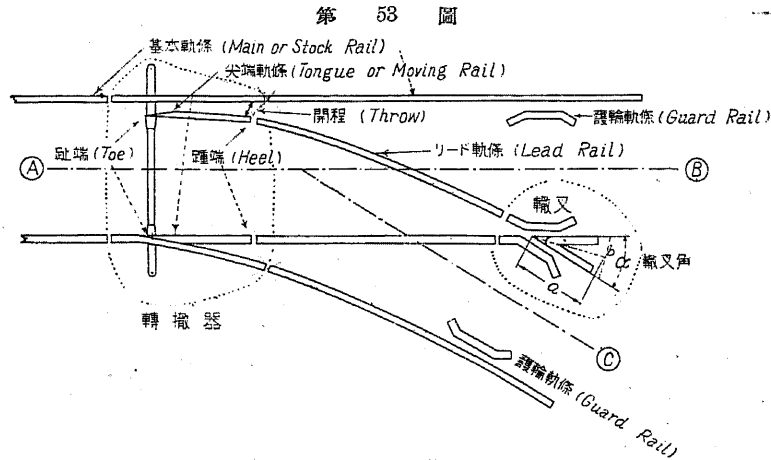 第 53 圖
基本軌條 (Main or Stock Rail)
尖端軌條 (Tongue or Moving Rail)
開程 (Throw)
護輪軌條 (Guard Rail)
趾端 (Toe)
踵端 (Heel)
リード軌條 (Lead Rail)
A
B
轍叉
b
α
轍叉角
a
轉撤器
C
護輪軌條
(Guard Rail)